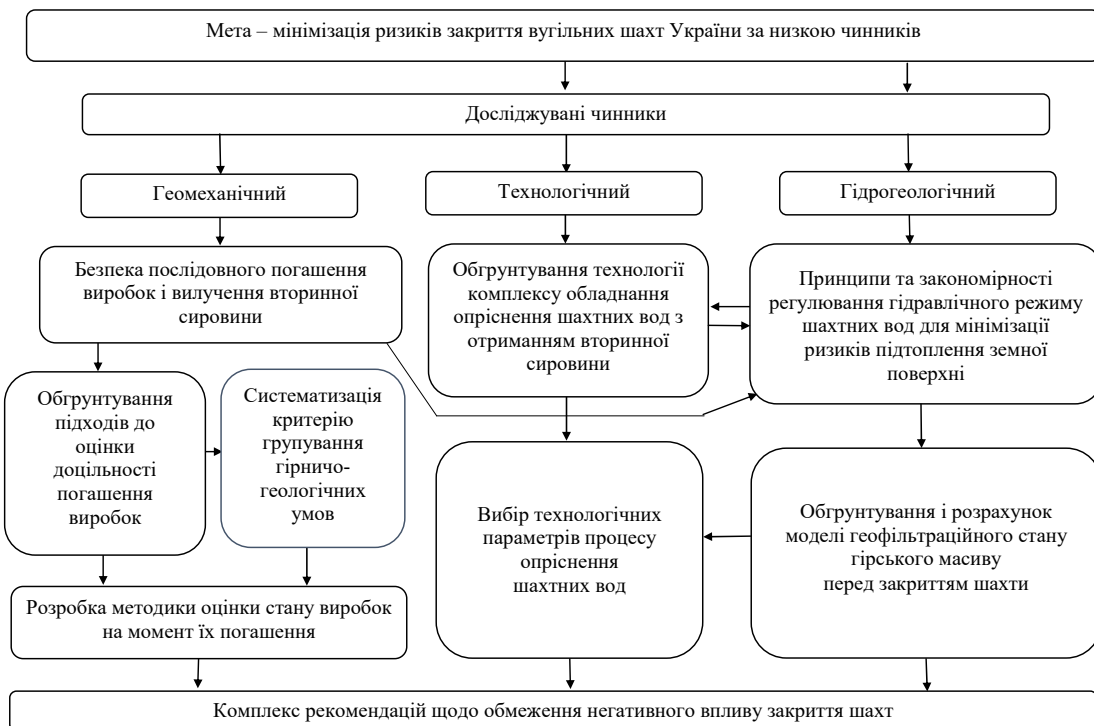 Мета – мінімізація ризиків закриття вугільних шахт України за низкою чинників
Досліджувані чинники
Геомеханічний
Технологічний
Гідрогеологічний
Безпека послідовного погашення
виробок і вилучення вторинної
сировини
Обгрунтування технології
комплексу обладнання
опріснення шахтних вод з
отриманням вторинної
сировини
Принципи та закономірності
регулювання гідравлічного режиму
шахтних вод для мінімізації
ризиків підтоплення земної
поверхні
Обгрунтування
підходів до
оцінки
доцільності
погашення
виробок
Систематизація
критерію
групування
гірничо-
геологічних
умов
Вибір технологічних
параметрів процесу
опріснення
шахтних вод
Обгрунтування і розрахунок
моделі геофільтраційного стану
гірського масиву
перед закриттям шахти
Розробка методики оцінки стану виробок
на момент їх погашення
Комплекс рекомендацій щодо обмеження негативного впливу закриття шахт